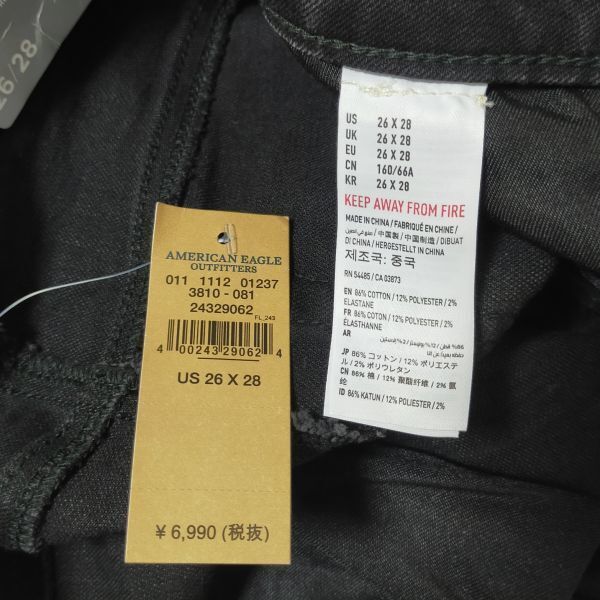 26/28
AMERICAN EAGLE
OUTFITTERS
011 1112 01237
3810 - 081
24329062
FL_243
4 00243 29062 4
US 26 X 28
¥ 6,990 (税抜)
US 26 X 28
UK 26 X 28
EU 26 X 28
CN 160/66A
KR 26 X 28
KEEP AWAY FROM FIRE
MADE IN CHINA / FABRIQUÉ EN CHINE /
صنع في الصين / 中国製 / 中国制造 / DIBUAT
DI CHINA / HERGESTELLT IN CHINA
제조국: 중국
RN 54485 / CA 03873
EN 86% COTTON / 12% POLYESTER / 2%
ELASTANE
FR 86% COTON / 12% POLYESTER / 2%
ÉLASTHANNE
AR
JP 86% コットン / 12% ポリエステ
ル / 2% ポリウレタン
CN 86% 棉 / 12% 聚酯纤维 / 2% 氨
纶
ID 86% KATUN / 12% POLYESTER / 2%